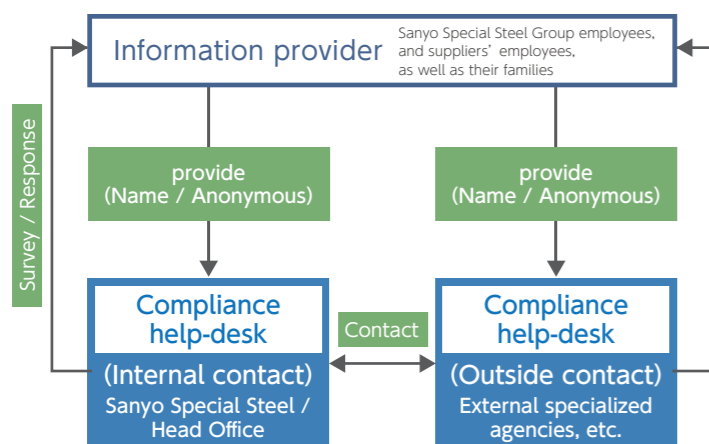 Information provider
Sanyo Special Steel Group employees,
and suppliers’ employees,
as well as their families
Survey / Response
provide
(Name / Anonymous)
provide
(Name / Anonymous)
Compliance
help-desk
(Internal contact)
Sanyo Special Steel /
Head Office
Contact
Compliance
help-desk
(Outside contact)
External specialized
agencies, etc.